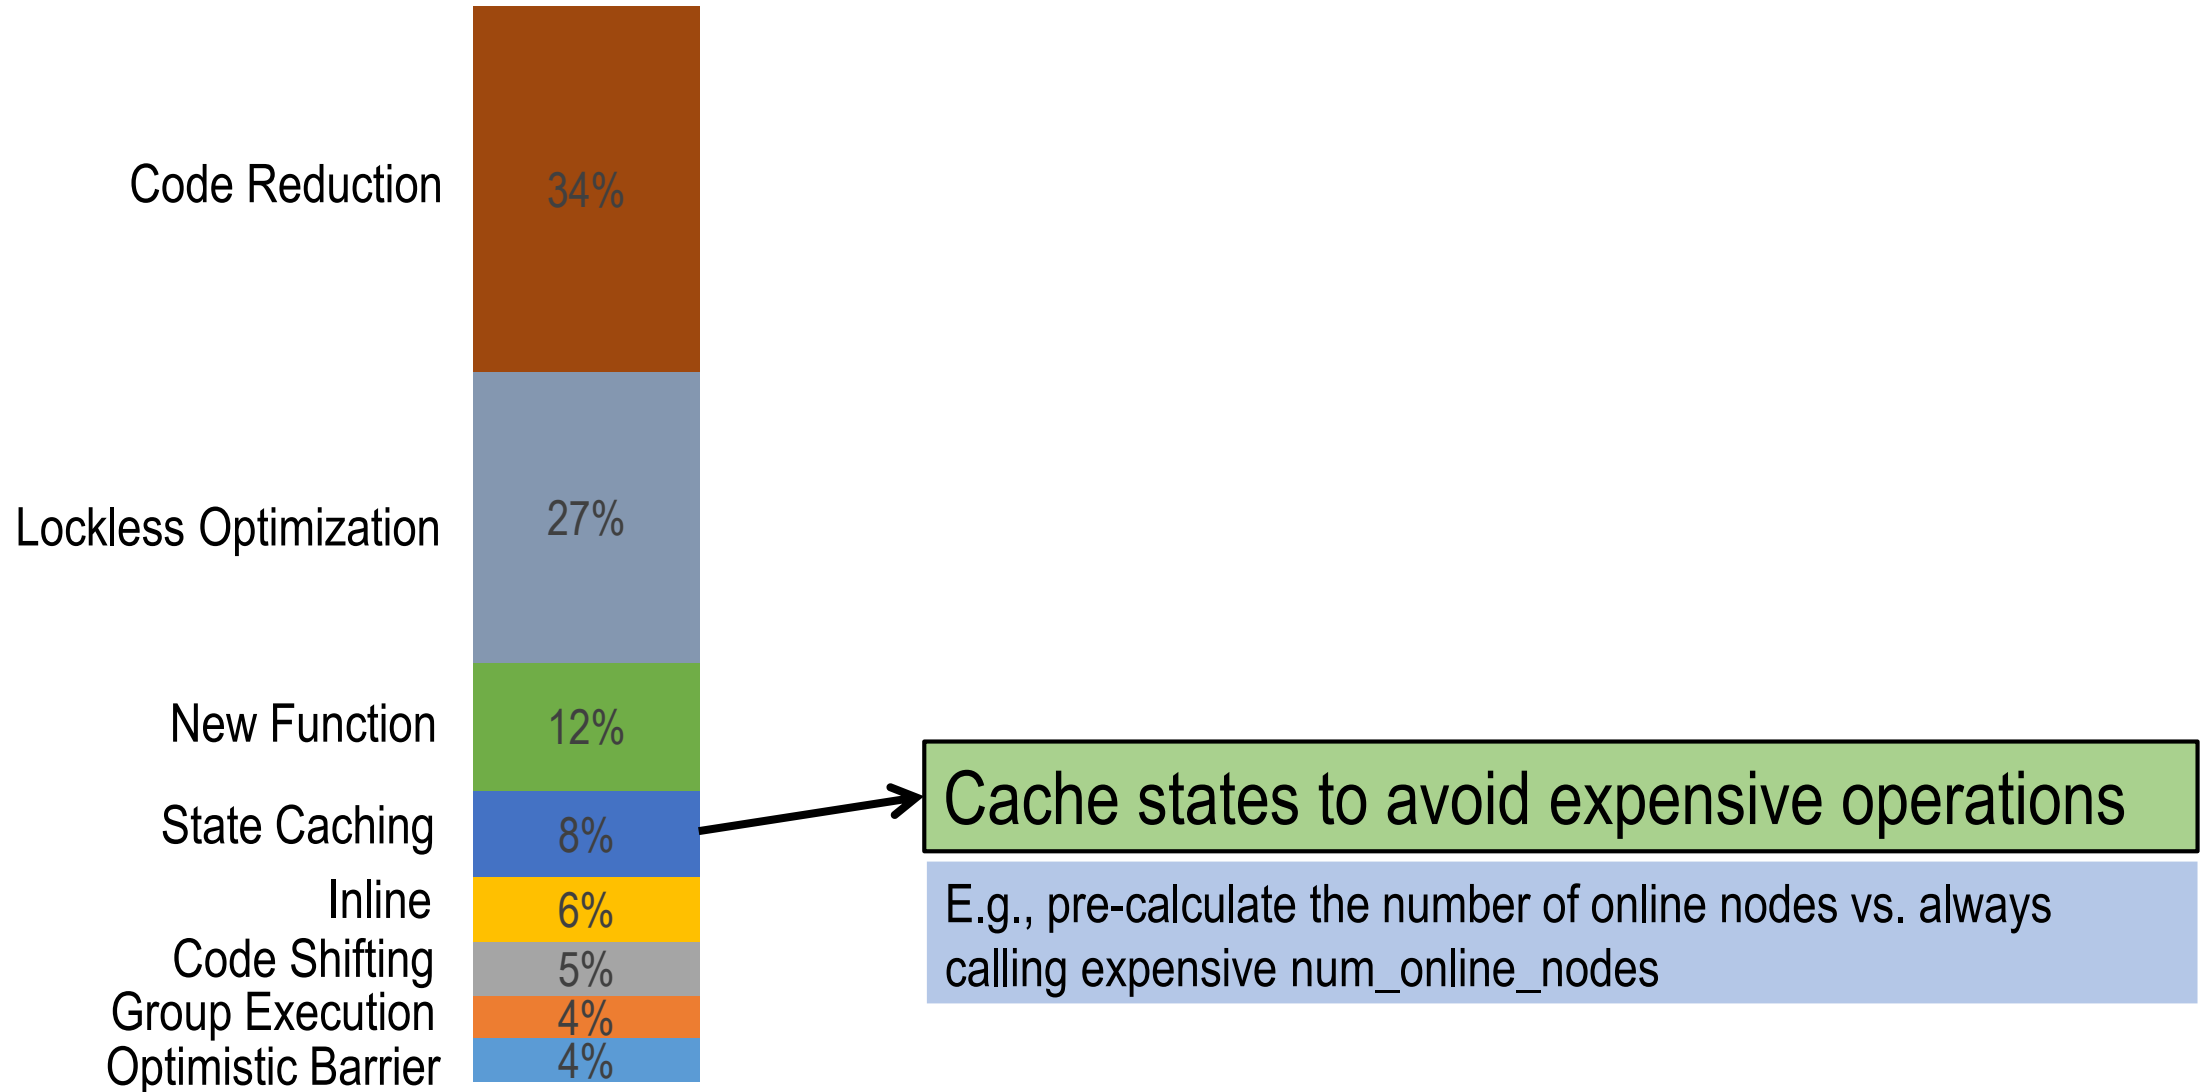 Code Reduction 34%
Lockless Optimization 27%
New Function 12%
State Caching 8%
Cache states to avoid expensive operations
Inline 6%
E.g., pre-calculate the number of online nodes vs. always
calling expensive num_online_nodes
Code Shifting 5%
Group Execution 4%
Optimistic Barrier 4%